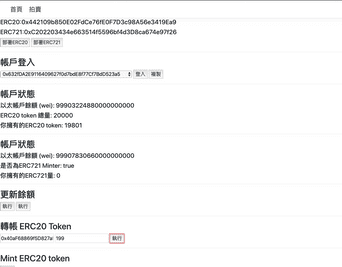 首頁 拍賣
ERC20:0x442109b850E02FdCe76fE0F7D3c98A56e3419Ea9
ERC721:0xC202203434e663514f5596bf4d3D8ca674e97f26
部署ERC20 部署ERC721
帳戶登入
登入 複製
帳戶狀態
以太帳戶餘額 (wei): 99903224880000000000
ERC20 token 總量: 20000
你擁有的ERC20 token: 19801
帳戶狀態
以太帳戶餘額 (wei): 99907830660000000000
是否為ERC721 Minter: true
你擁有的ERC721量: 0
更新餘額
執行 執行
轉帳 ERC20 Token
0x40aF68869f5D827a 199 執行
Mint ERC20 token